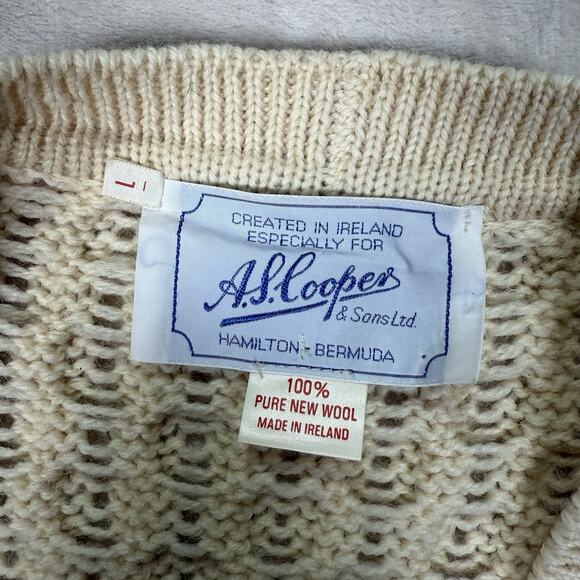 L
CREATED IN IRELAND
ESPECIALLY FOR
A.S. Cooper
& Sons Ltd.
HAMILTON - BERMUDA
100%
PURE NEW WOOL
MADE IN IRELAND